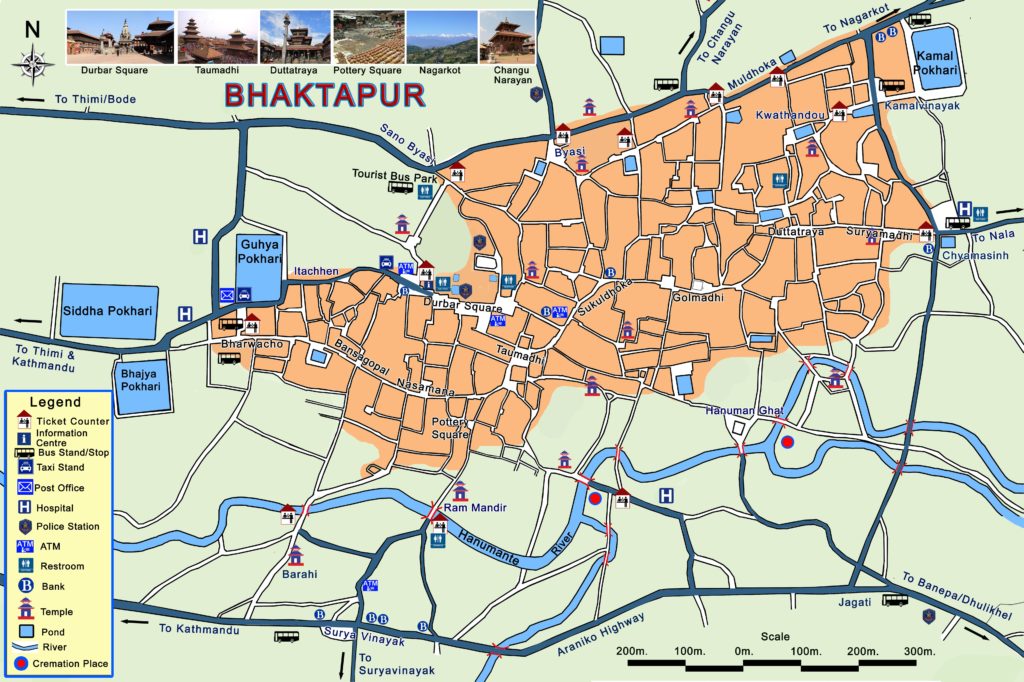 N
Durbar Square
Taumadhi
Duttatraya
Pottery Square
Nagarkot
Changu
Narayan
BHAKTAPUR
To Thimi/Bode
Sano Byasi
Tourist Bus Park
To Changu
Narayan
To Nagarkot
Muldhoka
Kamal
Pokhari
Kamalvinayak
Kwathandou
Byasi
Guhya
Pokhari
Itachhen
ATM
Durbar Square
ATM
ATM
Sukuldhoka
Golmadhi
Duttatraya
Suryamadhi
To Nala
Chyamasinh
Siddha Pokhari
To Thimi &
Kathmandu
Bhajya
Pokhari
Bharwacho
Bansagopal
Nasamana
Taumadhi
Pottery
Square
Hanuman Ghat
Ram Mandir
Hanumante
River
Barahi
ATM
To Kathmandu
Surya Vinayak
To
Suryavinayak
Araniko Highway
Jagati
To Banepa/Dhulikhel
Scale
200m.
100m.
0m.
100m.
200m.
300m.
Legend
Ticket Counter
Information
Centre
Bus Stand/Stop
Taxi Stand
Post Office
H
Hospital
Police Station
ATM
ATM
Restroom
B
Bank
Temple
Pond
River
Cremation Place